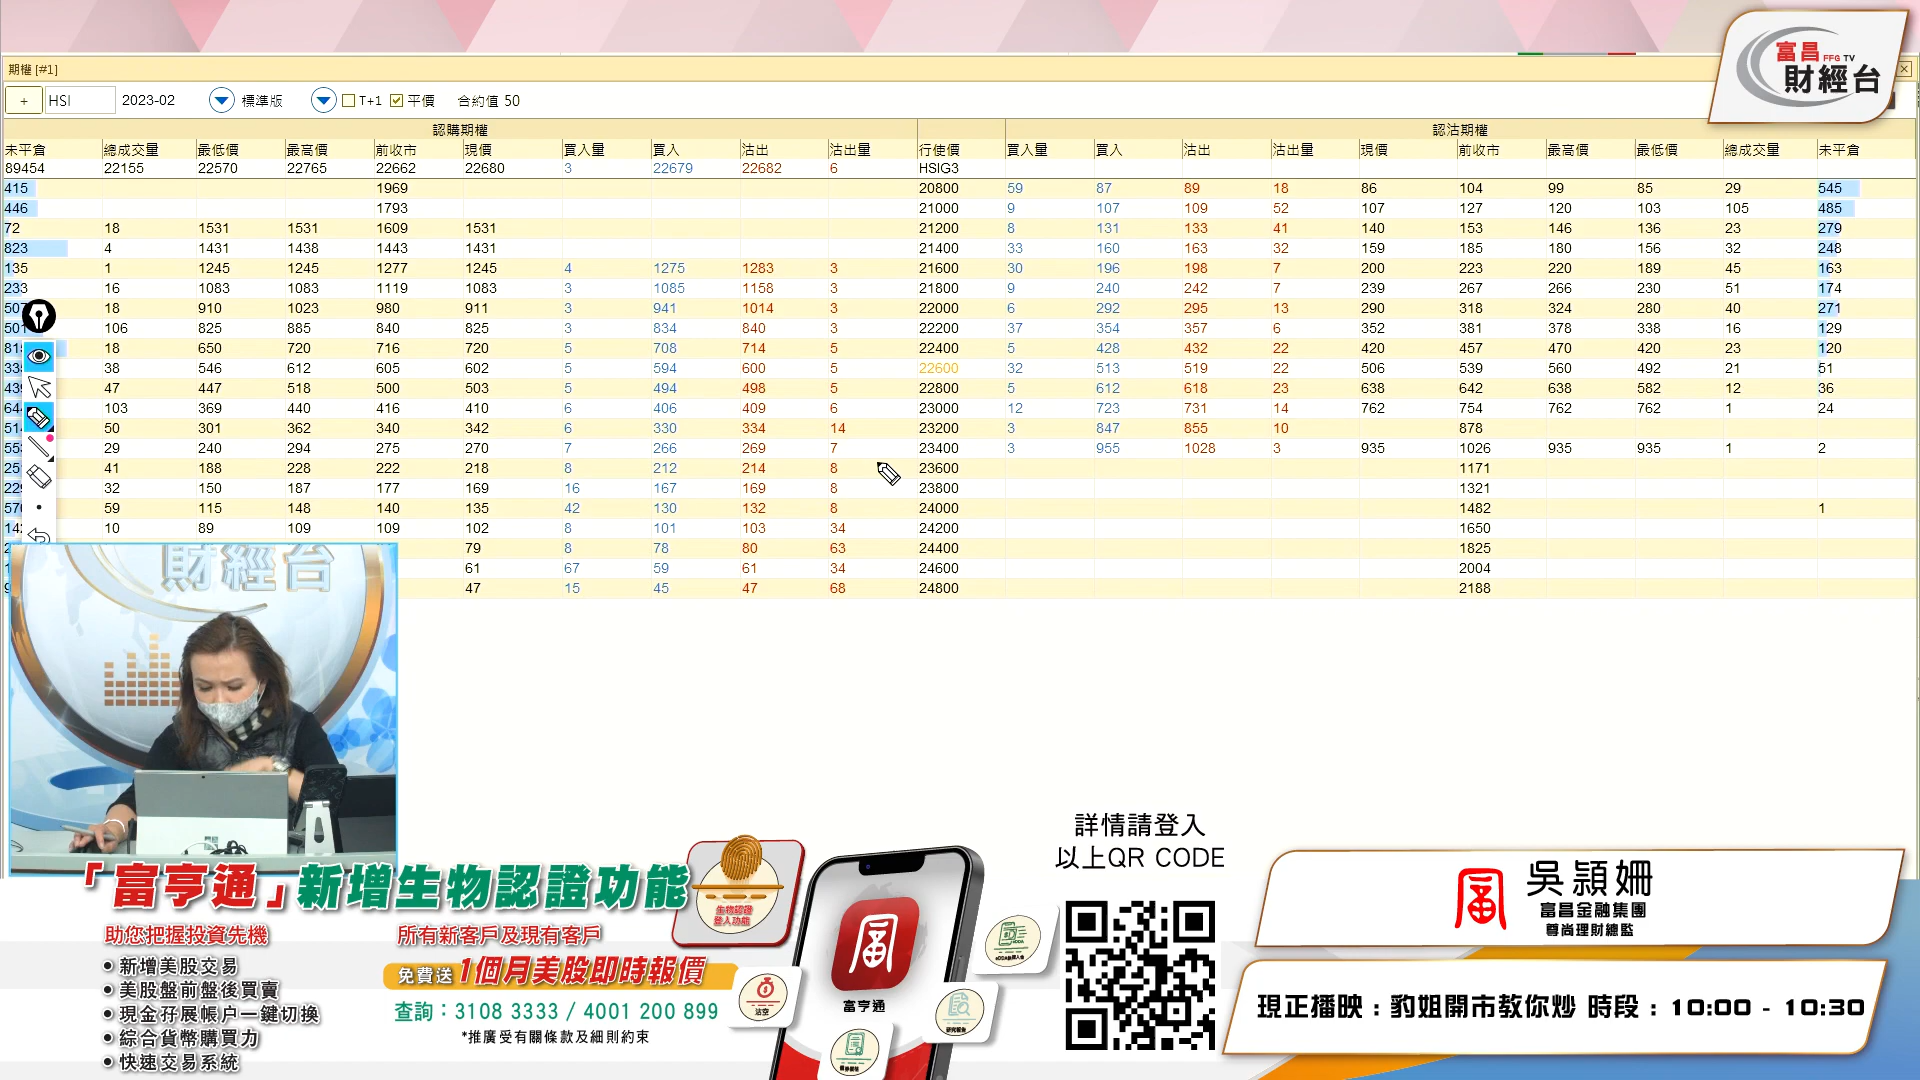 富昌 FFG TV
財經台
期權 [#1]
+ HSI 2023-02 標準版 T+1 平價 合約值 50
認購期權 認沽期權
未平倉 總成交量 最低價 最高價 前收市 現價 買入量 買入 沽出 沽出量 行使價 買入量 買入 沽出 沽出量 現價 前收市 最高價 最低價 總成交量 未平倉
89454 22155 22570 22765 22662 22680 3 22679 22682 6 HSIG3
415 1969 20800 59 87 89 18 86 104 99 85 29 545
446 1793 21000 9 107 109 52 107 127 120 103 105 485
72 18 1531 1531 1609 1531 21200 8 131 133 41 140 153 146 136 23 279
823 4 1431 1438 1443 1431 21400 33 160 163 32 159 185 180 156 32 248
135 1 1245 1245 1277 1245 4 1275 1283 3 21600 30 196 198 7 200 223 220 189 45 163
233 16 1083 1083 1119 1083 3 1085 1158 3 21800 9 240 242 7 239 267 266 230 51 174
507 18 910 1023 980 911 3 941 1014 3 22000 6 292 295 13 290 318 324 280 40 271
501 106 825 885 840 825 3 834 840 3 22200 37 354 357 6 352 381 378 338 16 129
18 650 720 716 720 5 708 714 5 22400 5 428 432 22 420 457 470 420 23 120
38 546 612 605 602 5 594 600 5 22600 32 513 519 22 506 539 560 492 21 51
47 447 518 500 503 5 494 498 5 22800 5 612 618 23 638 642 638 582 12 36
103 369 440 416 410 6 406 409 6 23000 12 723 731 14 762 754 762 762 1 24
50 301 362 340 342 6 330 334 14 23200 3 847 855 10 878
29 240 294 275 270 7 266 269 7 23400 3 955 1028 3 935 1026 935 935 1 2
41 188 228 222 218 8 212 214 8 23600 1171
32 150 187 177 169 16 167 169 8 23800 1321
59 115 148 140 135 42 130 132 8 24000 1482 1
10 89 109 109 102 8 101 103 34 24200 1650
79 8 78 80 63 24400 1825
61 67 59 61 34 24600 2004
47 15 45 47 68 24800 2188
財經台
「富亨通」新增生物認證功能
助您把握投資先機
• 新增美股交易
• 美股盤前盤後買賣
• 現金孖展帳户一鍵切換
• 綜合貨幣購買力
• 快速交易系統
所有新客戶及現有客戶
免費送 1個月美股即時報價
查詢：3108 3333 / 4001 200 899
*推廣受有關條款及細則約束
生物認證
登入功能
沽空
富亨通
詳情請登入
以上QR CODE
吳潁姍
富昌金融集團
尊尚理財總監
現正播映：豹姐開市教你炒 時段：10:00 - 10:30